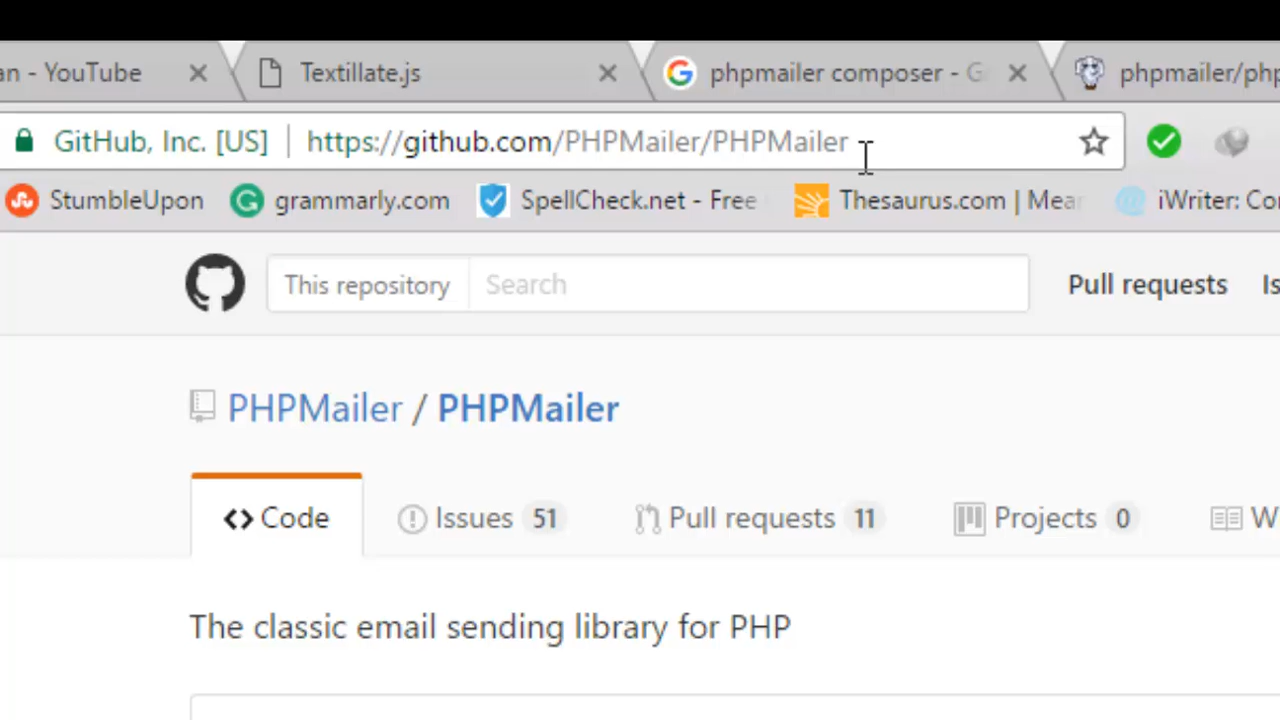 an - YouTube Textillate.js phpmailer composer - G phpmailer/php
GitHub, Inc. [US] https://github.com/PHPMailer/PHPMailer
StumbleUpon grammarly.com SpellCheck.net - Free Thesaurus.com | Mear iWriter: Co
This repository Search Pull requests Is
PHPMailer / PHPMailer
Code Issues 51 Pull requests 11 Projects 0 W
The classic email sending library for PHP